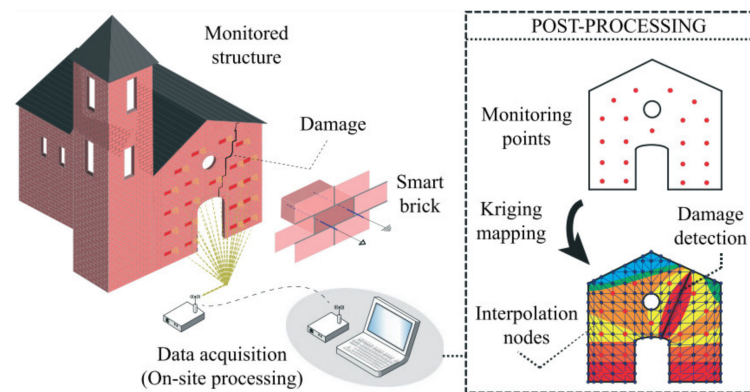 Monitored
structure
Damage
Smart
brick
Data acquisition
(On-site processing)
POST-PROCESSING
Monitoring
points
Kriging
mapping
Damage
detection
Interpolation
nodes